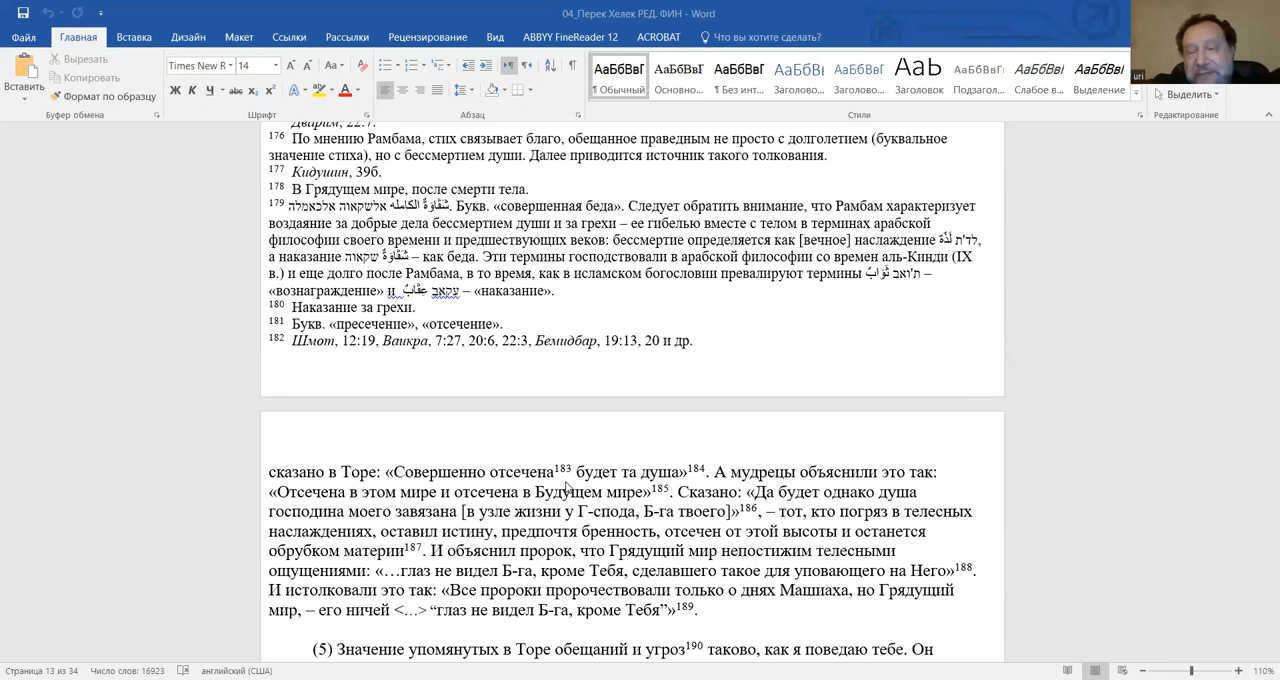 04_Перек Хелек РЕД. ФИН - Word
Файл Главная Вставка Дизайн Макет Ссылки Рассылки Рецензирование Вид ABBYY FineReader 12 ACROBAT Что вы хотите сделать?
Вставить Вырезать Копировать Формат по образцу
Times New R 14
Ж К Ч abc x₂ x²
АаБбВвГ АаБбВвГ АаБбВвГ АаБбВвГ АаБбВвГ АаБ АаБбВвГ АаБбВвГ АаБбВвГ
¶ Обычный Основно... ¶ Без инт... Заголово... Заголово... Заголовок Подзагол... Слабое в... Выделение
Выделить
Буфер обмена Шрифт Абзац Стили Редактирование
uri
Дварим, 22:7.
176 По мнению Рамбама, стих связывает благо, обещанное праведным не просто с долголетием (буквальное
значение стиха), но с бессмертием души. Далее приводится источник такого толкования.
177 Кидушин, 39б.
178 В Грядущем мире, после смерти тела.
179 אלשקאוה אלכאמלה شَقَاوَةٌ الكامله. Букв. «совершенная беда». Следует обратить внимание, что Рамбам характеризует
воздаяние за добрые дела бессмертием души и за грехи – ее гибелью вместе с телом в терминах арабской
философии своего времени и предшествующих веков: бессмертие определяется как [вечное] наслаждение לד'ת لَذّة,
а наказание שקאוה شَقَاوَةٌ – как беда. Эти термины господствовали в арабской философии со времен аль-Кинди (IX
в.) и еще долго после Рамбама, в то время, как в исламском богословии превалируют термины ת'ואב ثَوَابٌ –
«вознаграждение» и עקאב عِقَابٌ – «наказание».
180 Наказание за грехи.
181 Букв. «пресечение», «отсечение».
182 Шмот, 12:19, Ваикра, 7:27, 20:6, 22:3, Бемидбар, 19:13, 20 и др.
сказано в Торе: «Совершенно отсечена183 будет та душа»184. А мудрецы объяснили это так:
«Отсечена в этом мире и отсечена в Будущем мире»185. Сказано: «Да будет однако душа
господина моего завязана [в узле жизни у Г-спода, Б-га твоего]»186, – тот, кто погряз в телесных
наслаждениях, оставил истину, предпочтя бренность, отсечен от этой высоты и останется
обрубком материи187. И объяснил пророк, что Грядущий мир непостижим телесными
ощущениями: «…глаз не видел Б-га, кроме Тебя, сделавшего такое для уповающего на Него»188.
И истолковали это так: «Все пророки пророчествовали только о днях Машиаха, но Грядущий
мир, – его ничей <…> “глаз не видел Б-га, кроме Тебя”»189.
(5) Значение упомянутых в Торе обещаний и угроз190 таково, как я поведаю тебе. Он
Страница 13 из 34 Число слов: 16923 английский (США) 110%